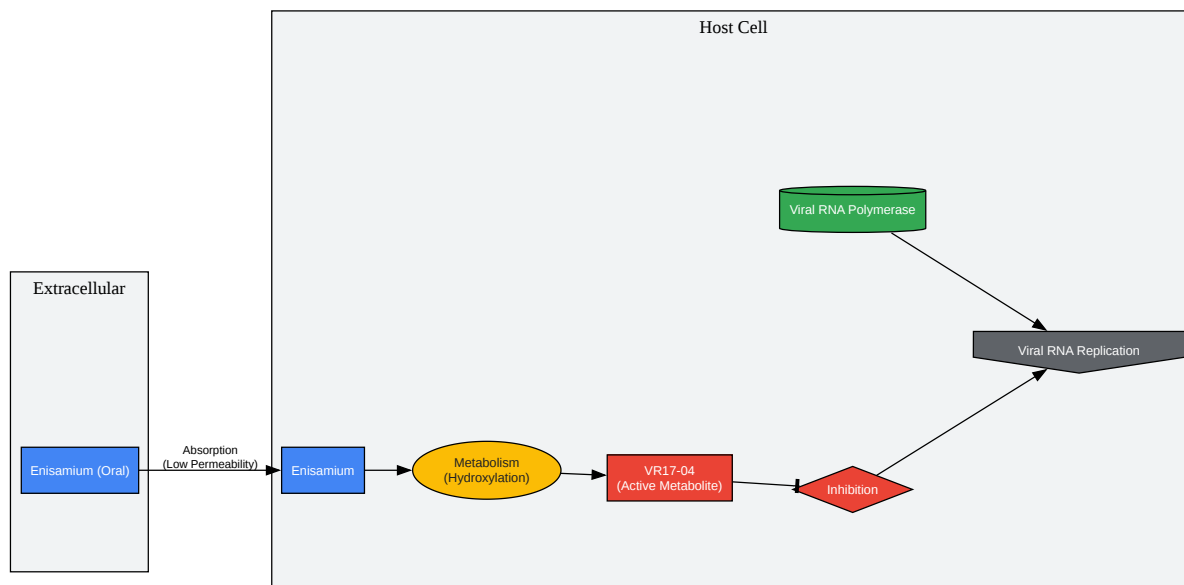 Host Cell
Viral RNA Polymerase
Extracellular
Viral RNA Replication
Absorption
(Low Permeability)
Enisamium (Oral)
Enisamium
Metabolism
(Hydroxylation)
VR17-04
(Active Metabolite)
Inhibition